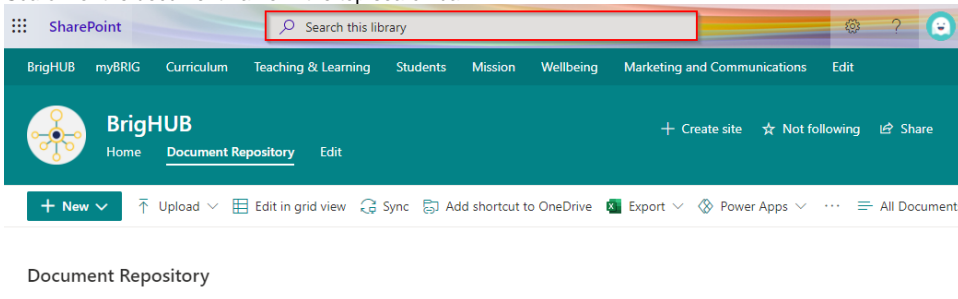 SharePoint Search this library ?
BrigHUB myBRIG Curriculum Teaching & Learning Students Mission Wellbeing Marketing and Communications Edit
BrigHUB
Create site Not following Share
Home Document Repository Edit
New Upload Edit in grid view Sync Add shortcut to OneDrive Export Power Apps ... All Document
Document Repository